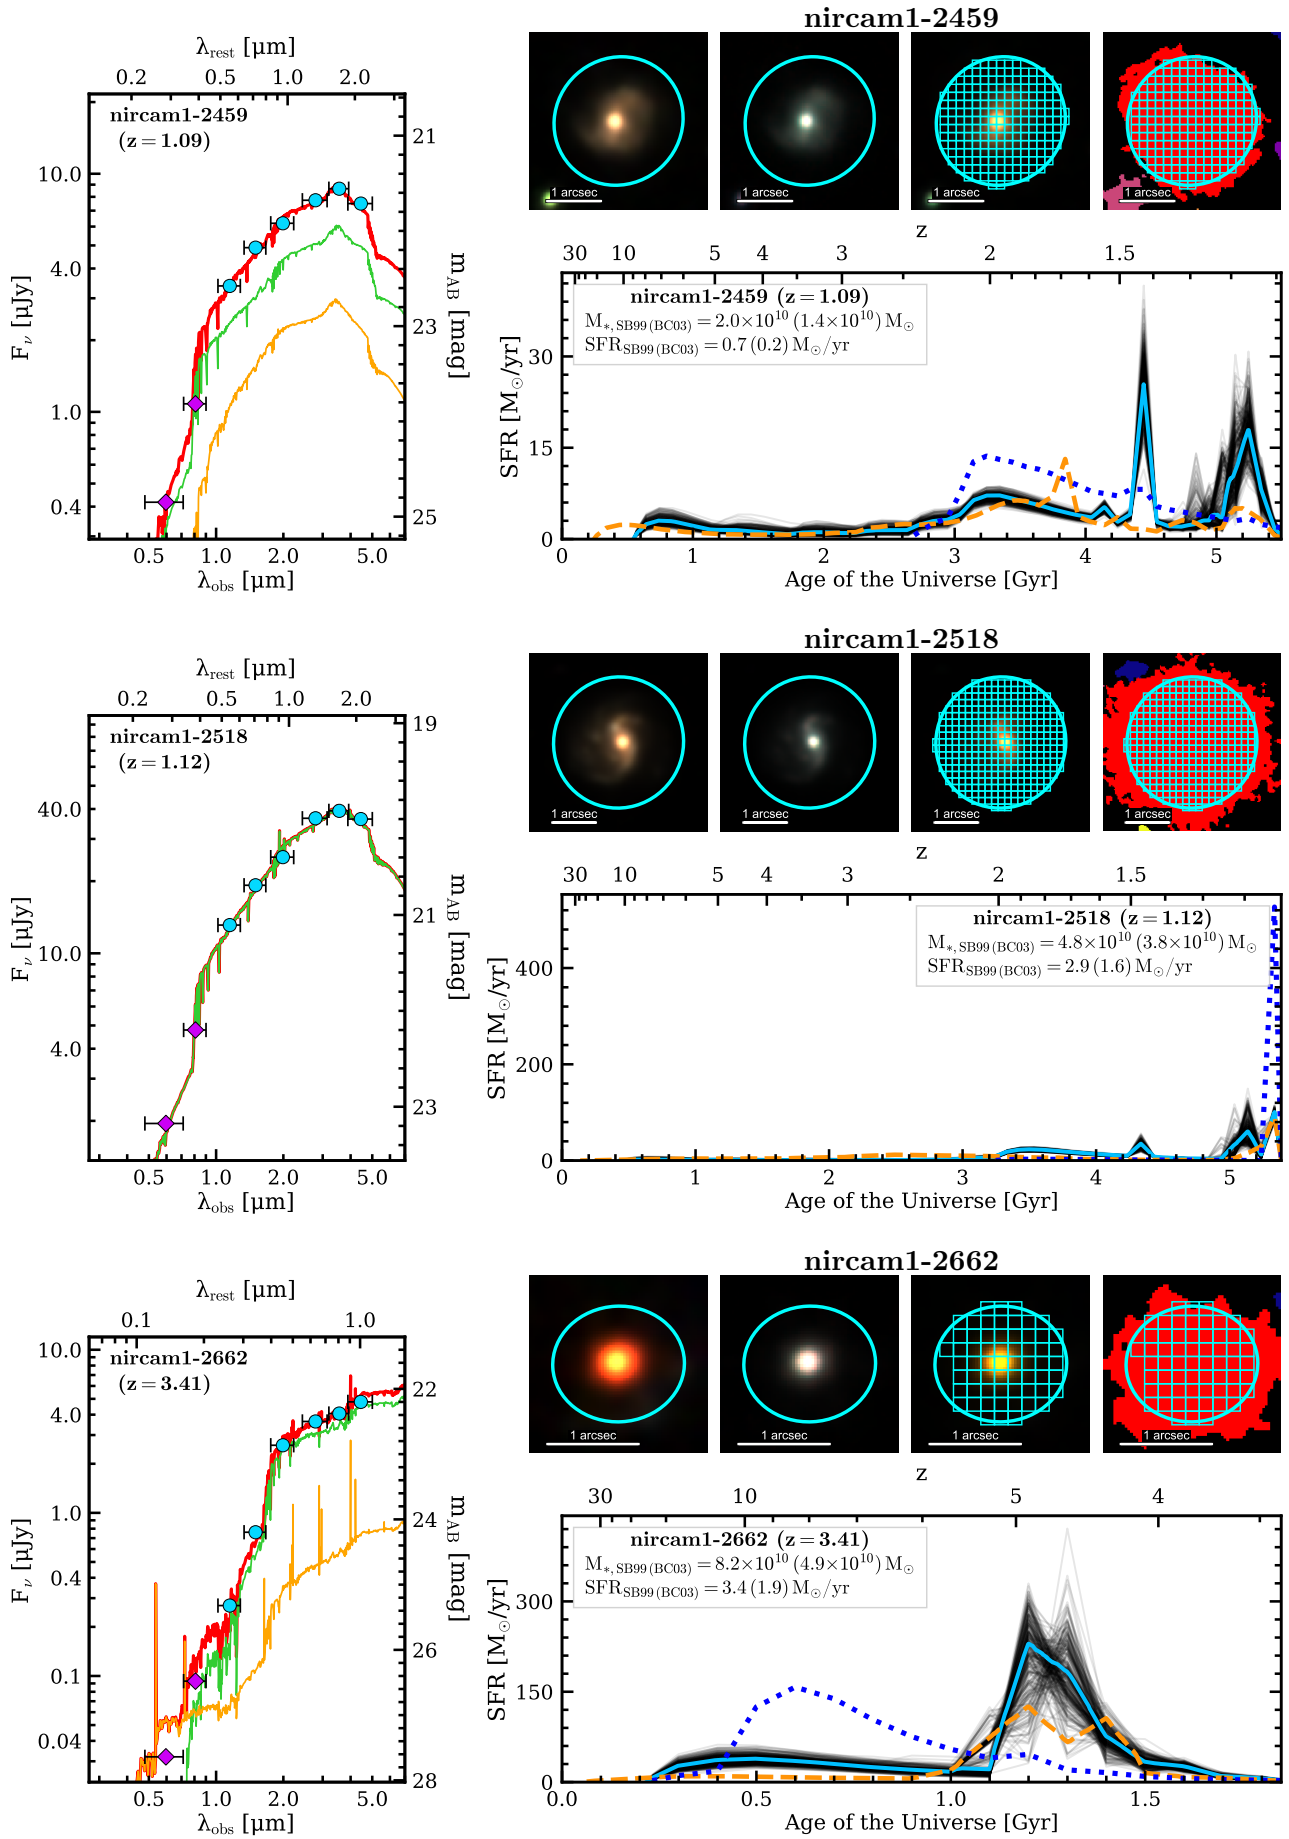 nircam1-2459
λrest [μm]
0.2 0.5 1.0 2.0
nircam1-2459
(z = 1.09)
10.0
4.0
1.0
0.4
Fν [μJy]
21
23
25
mAB [mag]
0.5 1.0 2.0 5.0
λobs [μm]
1 arcsec
1 arcsec
1 arcsec
1 arcsec
z
30 10 5 4 3 2 1.5
nircam1-2459 (z = 1.09)
M*, SB99 (BC03) = 2.0×10^10 (1.4×10^10) M⊙
SFRSB99 (BC03) = 0.7 (0.2) M⊙/yr
SFR [M⊙/yr]
30
15
0
0 1 2 3 4 5
Age of the Universe [Gyr]
nircam1-2518
λrest [μm]
0.2 0.5 1.0 2.0
nircam1-2518
(z = 1.12)
40.0
10.0
4.0
Fν [μJy]
19
21
23
mAB [mag]
0.5 1.0 2.0 5.0
λobs [μm]
1 arcsec
1 arcsec
1 arcsec
1 arcsec
z
30 10 5 4 3 2 1.5
nircam1-2518 (z = 1.12)
M*, SB99 (BC03) = 4.8×10^10 (3.8×10^10) M⊙
SFRSB99 (BC03) = 2.9 (1.6) M⊙/yr
SFR [M⊙/yr]
400
200
0
0 1 2 3 4 5
Age of the Universe [Gyr]
nircam1-2662
λrest [μm]
0.1 1.0
nircam1-2662
(z = 3.41)
10.0
4.0
1.0
0.4
0.1
0.04
Fν [μJy]
22
24
26
28
mAB [mag]
0.5 1.0 2.0 5.0
λobs [μm]
1 arcsec
1 arcsec
1 arcsec
1 arcsec
z
30 10 5 4
nircam1-2662 (z = 3.41)
M*, SB99 (BC03) = 8.2×10^10 (4.9×10^10) M⊙
SFRSB99 (BC03) = 3.4 (1.9) M⊙/yr
SFR [M⊙/yr]
300
150
0
0.0 0.5 1.0 1.5
Age of the Universe [Gyr]